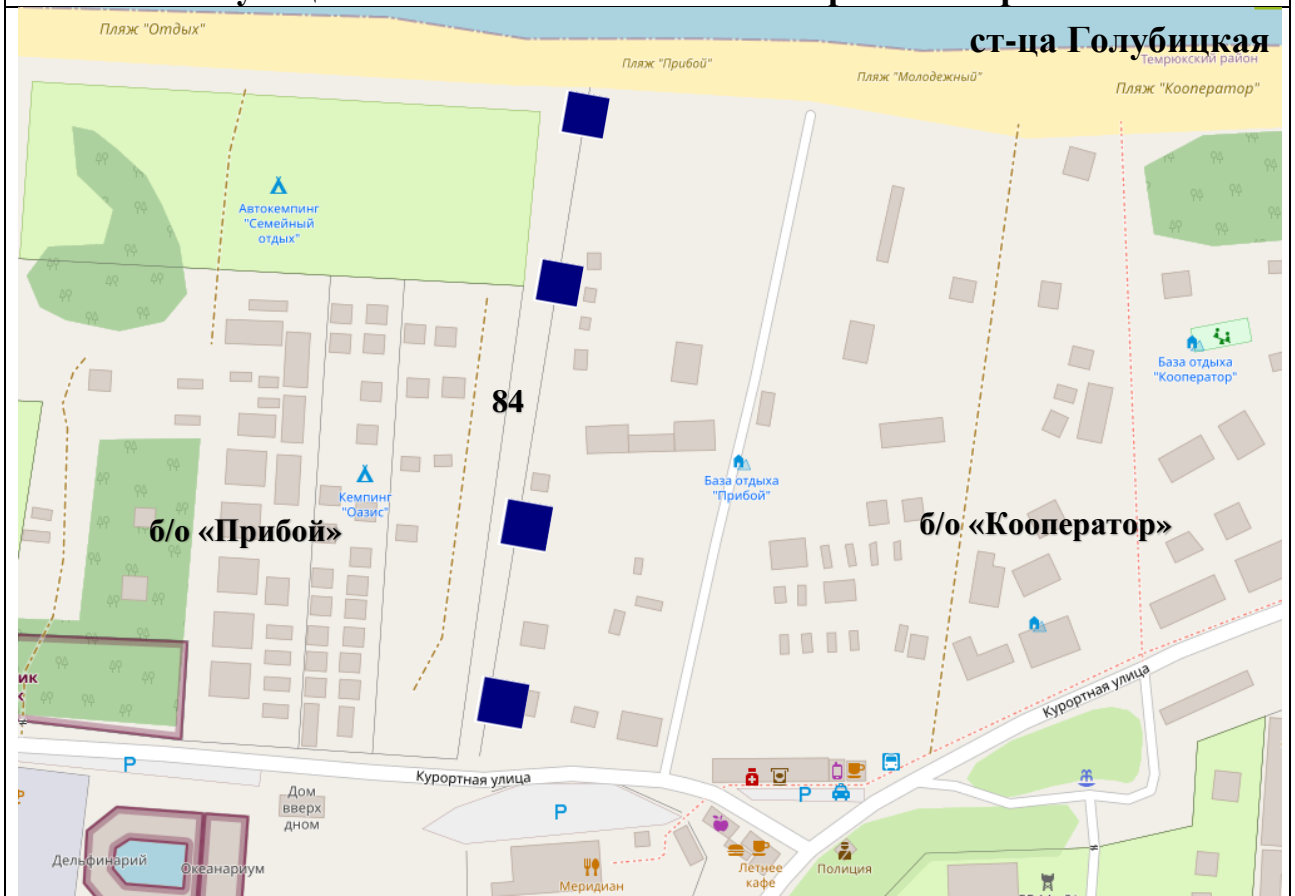 ст-ца Голубицкая
Пляж "Отдых"
Пляж "Прибой"
Пляж "Молодежный"
Темрюкский район
Пляж "Кооператор"
Автокемпинг
"Семейный
отдых"
База отдыха
"Кооператор"
84
Кемпинг
"Оазис"
База отдыха
"Прибой"
б/о «Прибой»
б/о «Кооператор»
ик
Курортная улица
Курортная улица
P
P
P
Дом
вверх
дном
Дельфинарий
Океанариум
Меридиан
Летнее
кафе
Полиция